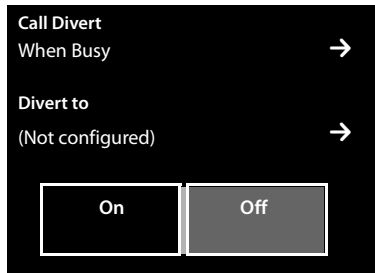 Call Divert
When Busy
Divert to
(Not configured)
On Off